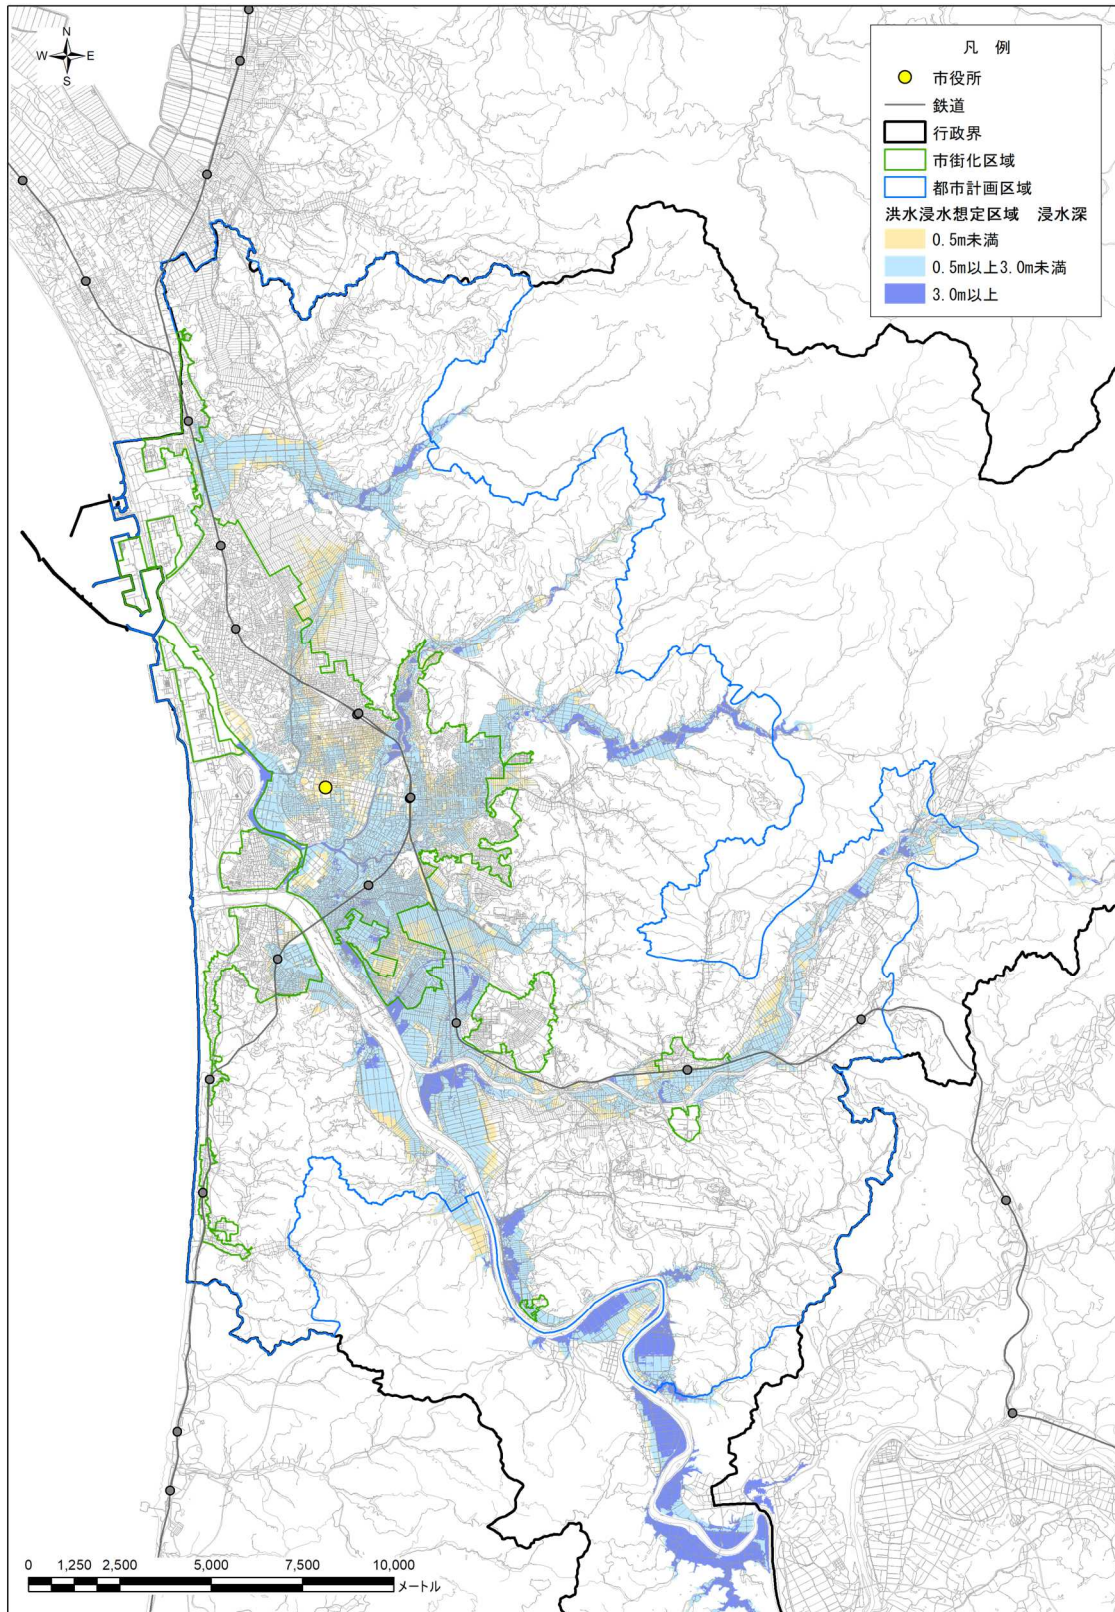 N
W E
S
凡 例
市役所
鉄道
行政界
市街化区域
都市計画区域
洪水浸水想定区域 浸水深
0.5m未満
0.5m以上3.0m未満
3.0m以上
0 1,250 2,500 5,000 7,500 10,000
メートル